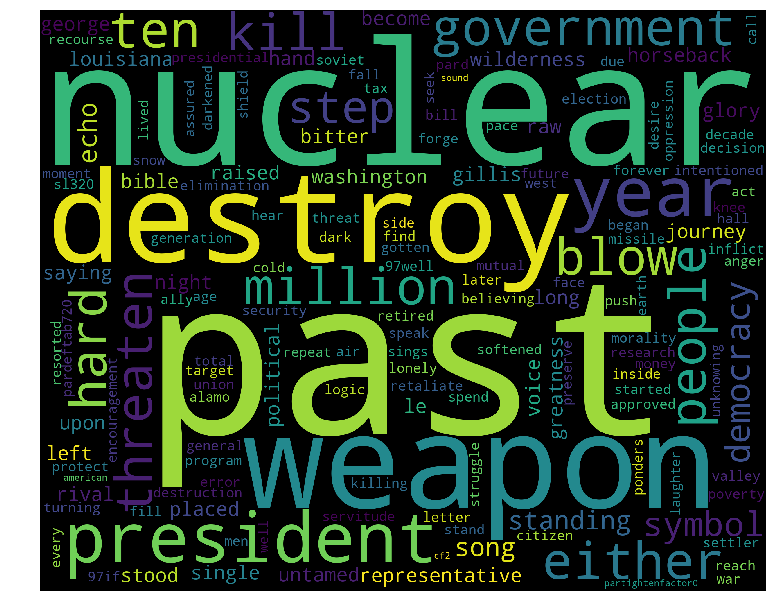 george ten kill become government call
recourse presidential hand soviet fall due
louisiana tax wilderness horseback
nuclear
echo lived assured darkened shield step pard sound seek bill election desire oppression glory
bitter forge pace raw decade decision
snow raised washington gillis future forever intentioned
moment bible elimination west
sl320
destroy year
hear threat side knee act
generation dark find began hall journey
gotten blow missile inflict
saying cold .97well mutual face anger
night million later long push earth
ally age believing
threaten hard security retired people democracy
past
resorted pardeftab720 political speak morality
total repeat air sings softened voice greatness preserve research unknowing
target lonely inside money
union logic retaliate started
alamo le spend approved
upon encouragement
left general weapon struggle ponders laughter valley
protect program
american error killing poverty
rival destruction
turning fill placed servitude letter standing symbol
every men well stand citizen settler
president tf2 song either
97if stood single untamed representative reach
partightenfactor0 war